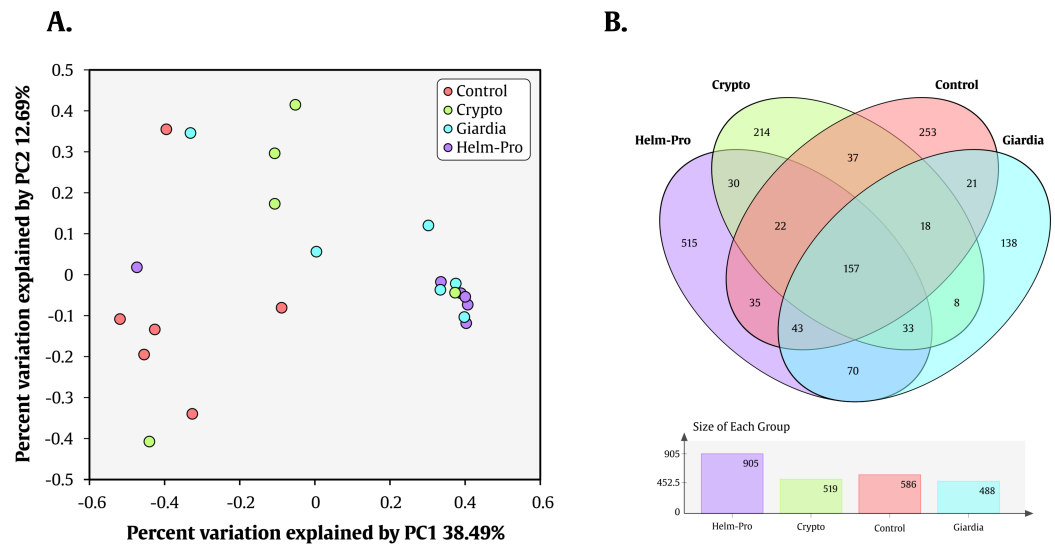 A.
Percent variation explained by PC2 12.69%
0.5
0.4
0.3
0.2
0.1
0
-0.1
-0.2
-0.3
-0.4
-0.5
-0.6
-0.4
-0.2
0
0.2
0.4
0.6
Percent variation explained by PC1 38.49%
Control
Crypto
Giardia
Helm-Pro
B.
Crypto
Control
Helm-Pro
Giardia
214
253
37
30
21
22
18
515
138
157
35
8
43
33
70
Size of Each Group
905
452.5
0
905
519
586
488
Helm-Pro
Crypto
Control
Giardia